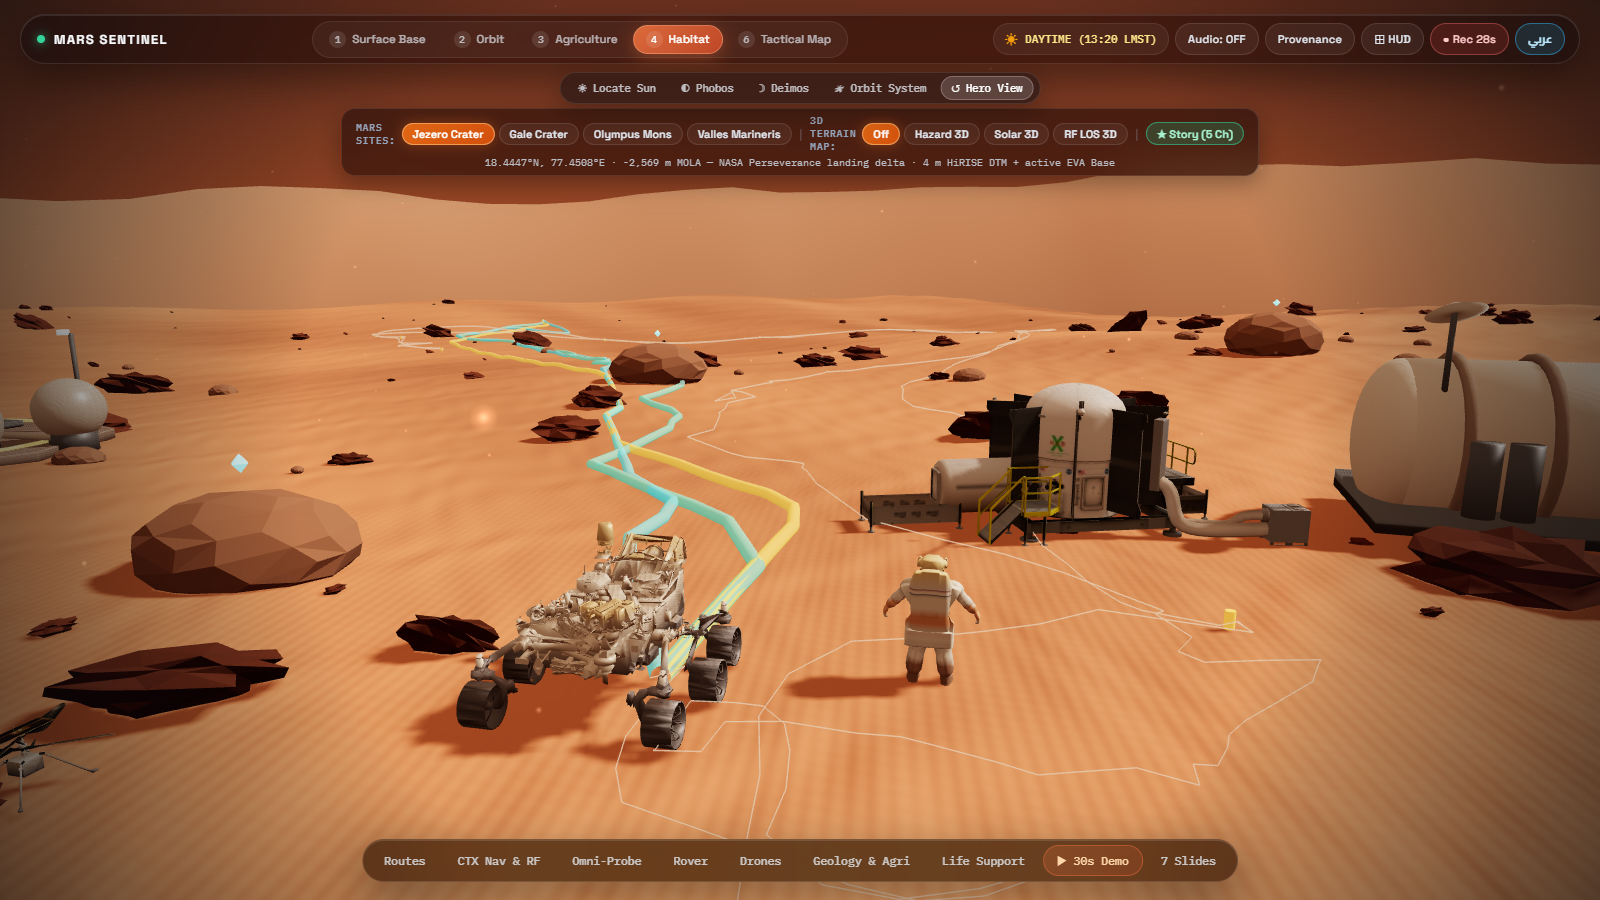 MARS SENTINEL
1 Surface Base
2 Orbit
3 Agriculture
4 Habitat
6 Tactical Map
DAYTIME (13:20 LMST)
Audio: OFF
Provenance
HUD
Rec 28s
عربي
Locate Sun
Phobos
Deimos
Orbit System
Hero View
MARS SITES:
Jezero Crater
Gale Crater
Olympus Mons
Valles Marineris
3D TERRAIN MAP:
Off
Hazard 3D
Solar 3D
RF LOS 3D
★ Story (5 Ch)
18.4447°N, 77.4508°E · -2,569 m MOLA — NASA Perseverance landing delta · 4 m HiRISE DTM + active EVA Base
Routes
CTX Nav & RF
Omni-Probe
Rover
Drones
Geology & Agri
Life Support
▶ 30s Demo
7 Slides